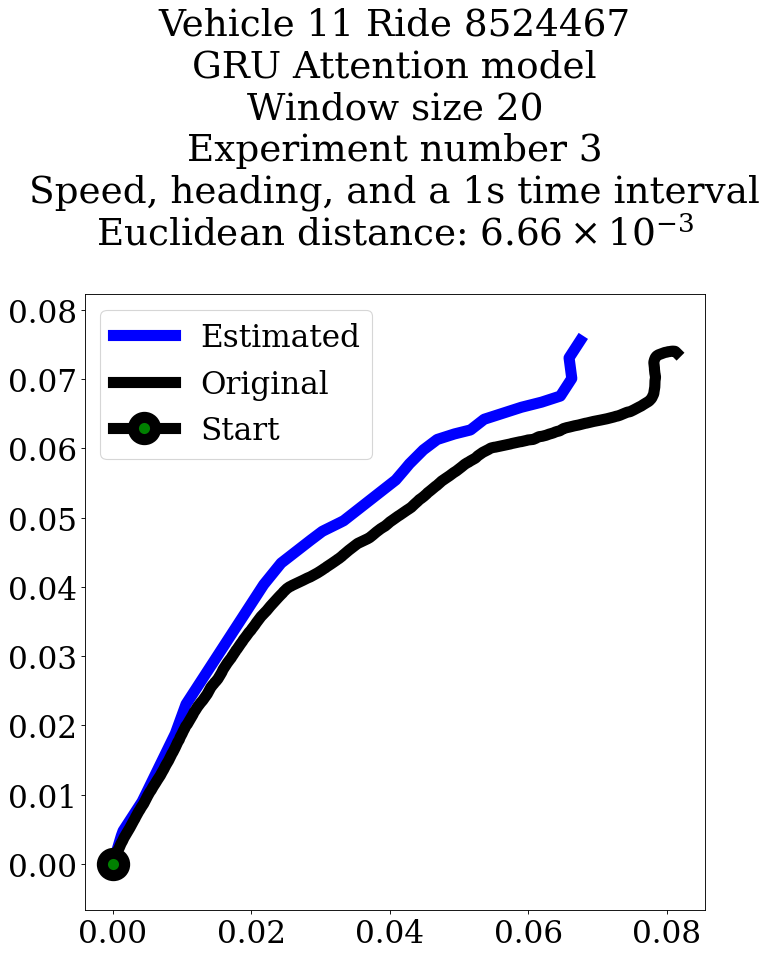 Vehicle 11 Ride 8524467
GRU Attention model
Window size 20
Experiment number 3
Speed, heading, and a 1s time interval
Euclidean distance: 6.66 × 10⁻³
0.08
0.07
0.06
0.05
0.04
0.03
0.02
0.01
0.00
Estimated
Original
Start
0.00 0.02 0.04 0.06 0.08